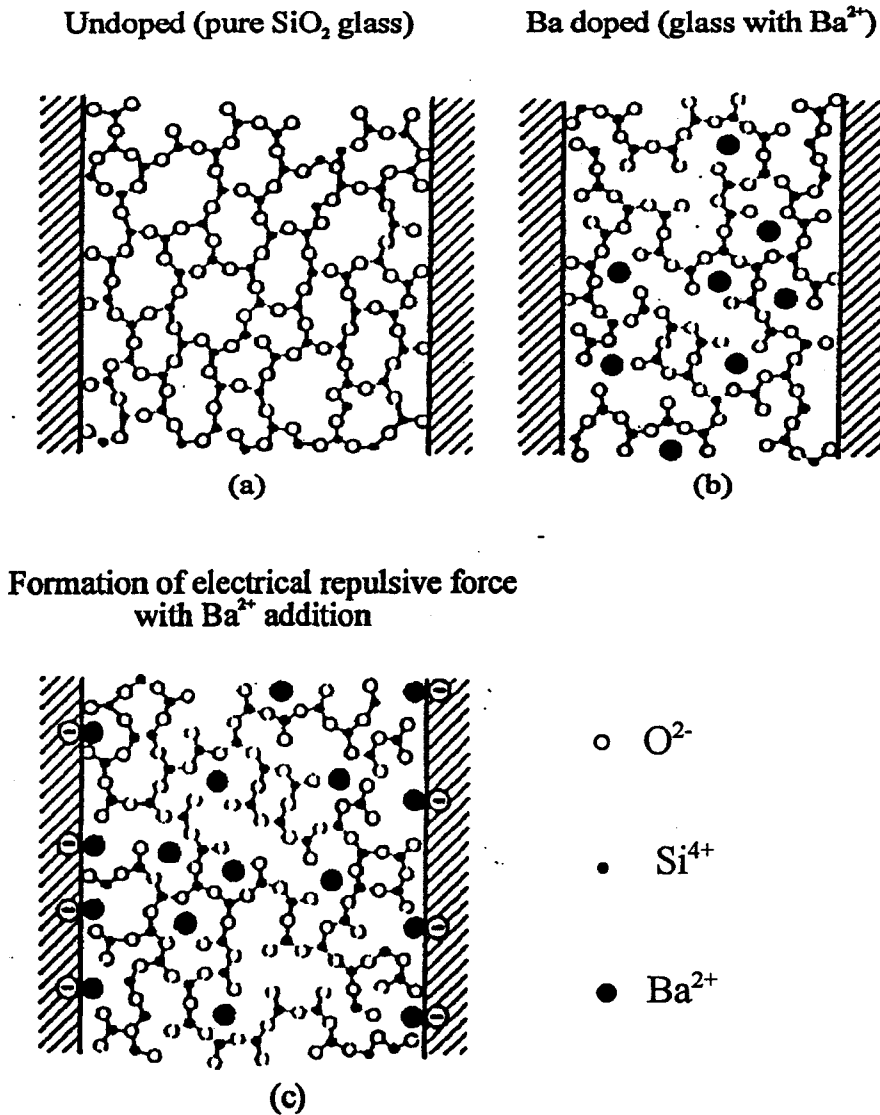 Undoped (pure SiO₂ glass)
Ba doped (glass with Ba²⁺)
(a)
(b)
Formation of electrical repulsive force
with Ba²⁺ addition
O²⁻
Si⁴⁺
Ba²⁺
(c)